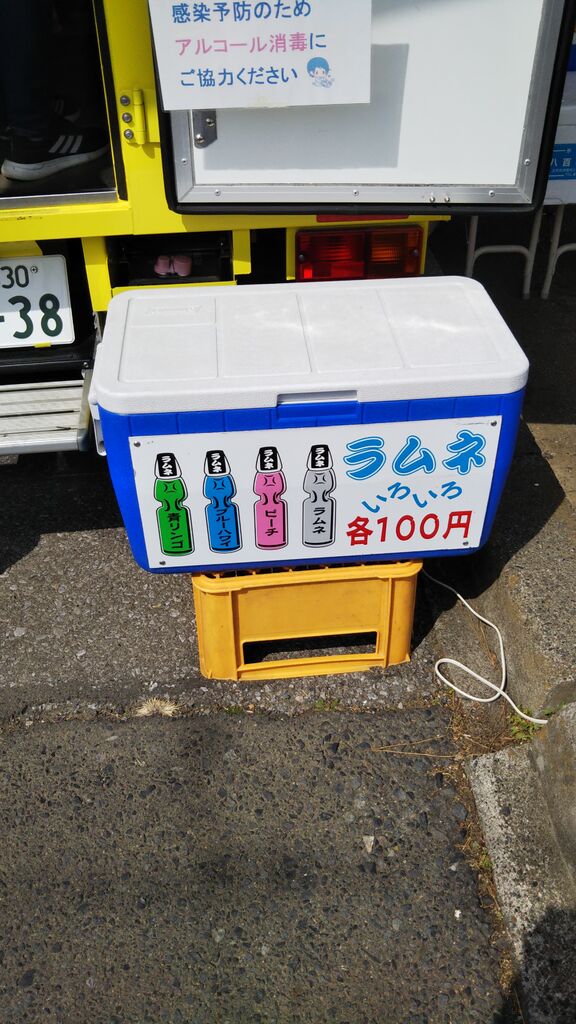 感染予防のため
アルコール消毒に
ご協力ください
八百
30
-38
ラムネ
ラムネ
ラムネ
ラムネ
青リンゴ
ブルーハワイ
ピーチ
ラムネ
ラムネ
いろいろ
各100円